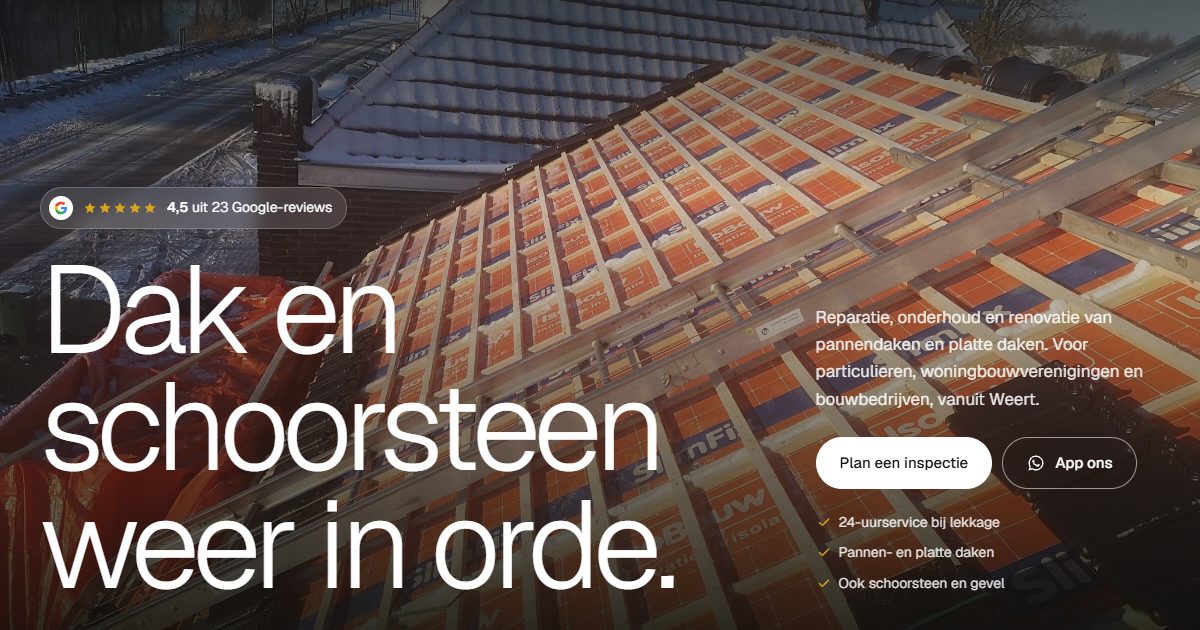 4,5 uit 23 Google-reviews
Dak en
schoorsteen
weer in orde.
Reparatie, onderhoud en renovatie van
pannendaken en platte daken. Voor
particulieren, woningbouwverenigingen en
bouwbedrijven, vanuit Weert.
Plan een inspectie
App ons
24-uurservice bij lekkage
Pannen- en platte daken
Ook schoorsteen en gevel